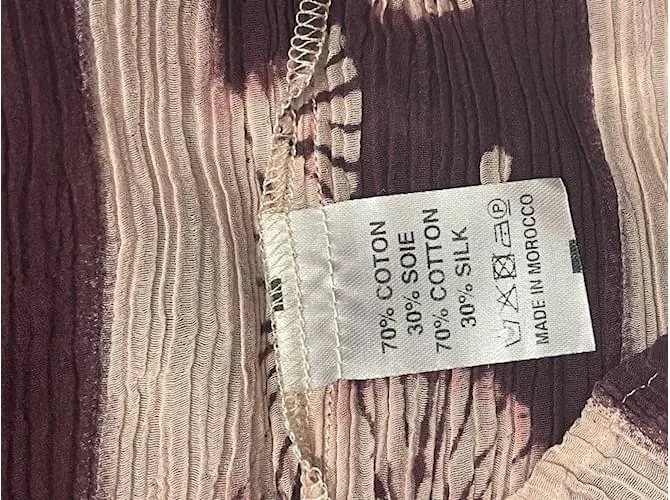 70% COTON
30% SOIE
70% COTTON
30% SILK
P
MADE IN MOROCCO